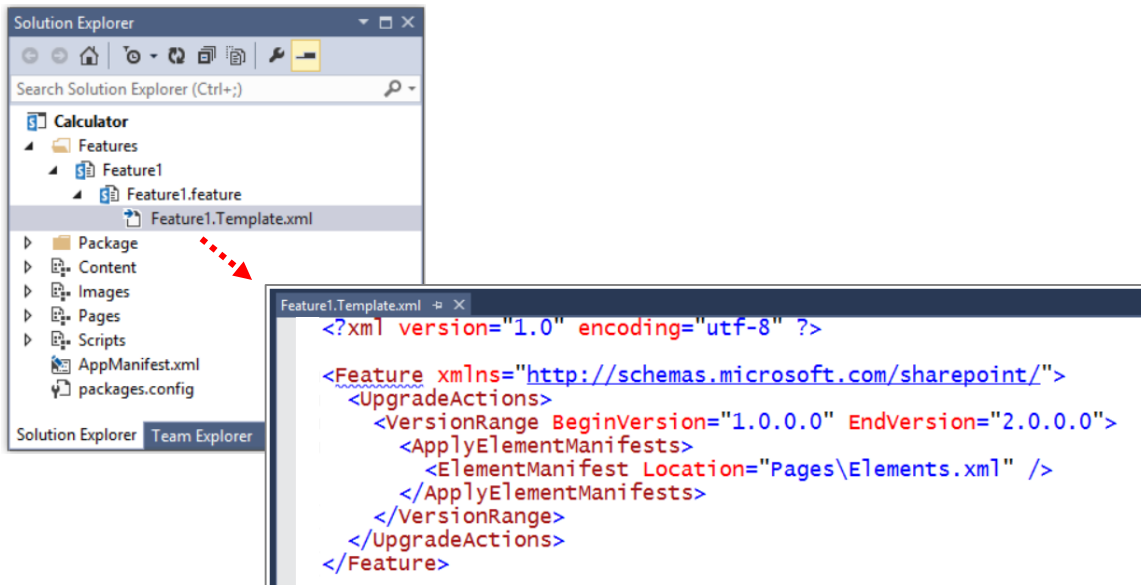 Solution Explorer
Search Solution Explorer (Ctrl+;)
Calculator
Features
Feature1
Feature1.feature
Feature1.Template.xml
Package
Content
Images
Pages
Scripts
AppManifest.xml
packages.config
Solution Explorer Team Explorer
Feature1.Template.xml
<?xml version="1.0" encoding="utf-8" ?>
<Feature xmlns="http://schemas.microsoft.com/sharepoint/">
<UpgradeActions>
<VersionRange BeginVersion="1.0.0.0" EndVersion="2.0.0.0">
<ApplyElementManifests>
<ElementManifest Location="Pages\Elements.xml" />
</ApplyElementManifests>
</VersionRange>
</UpgradeActions>
</Feature>